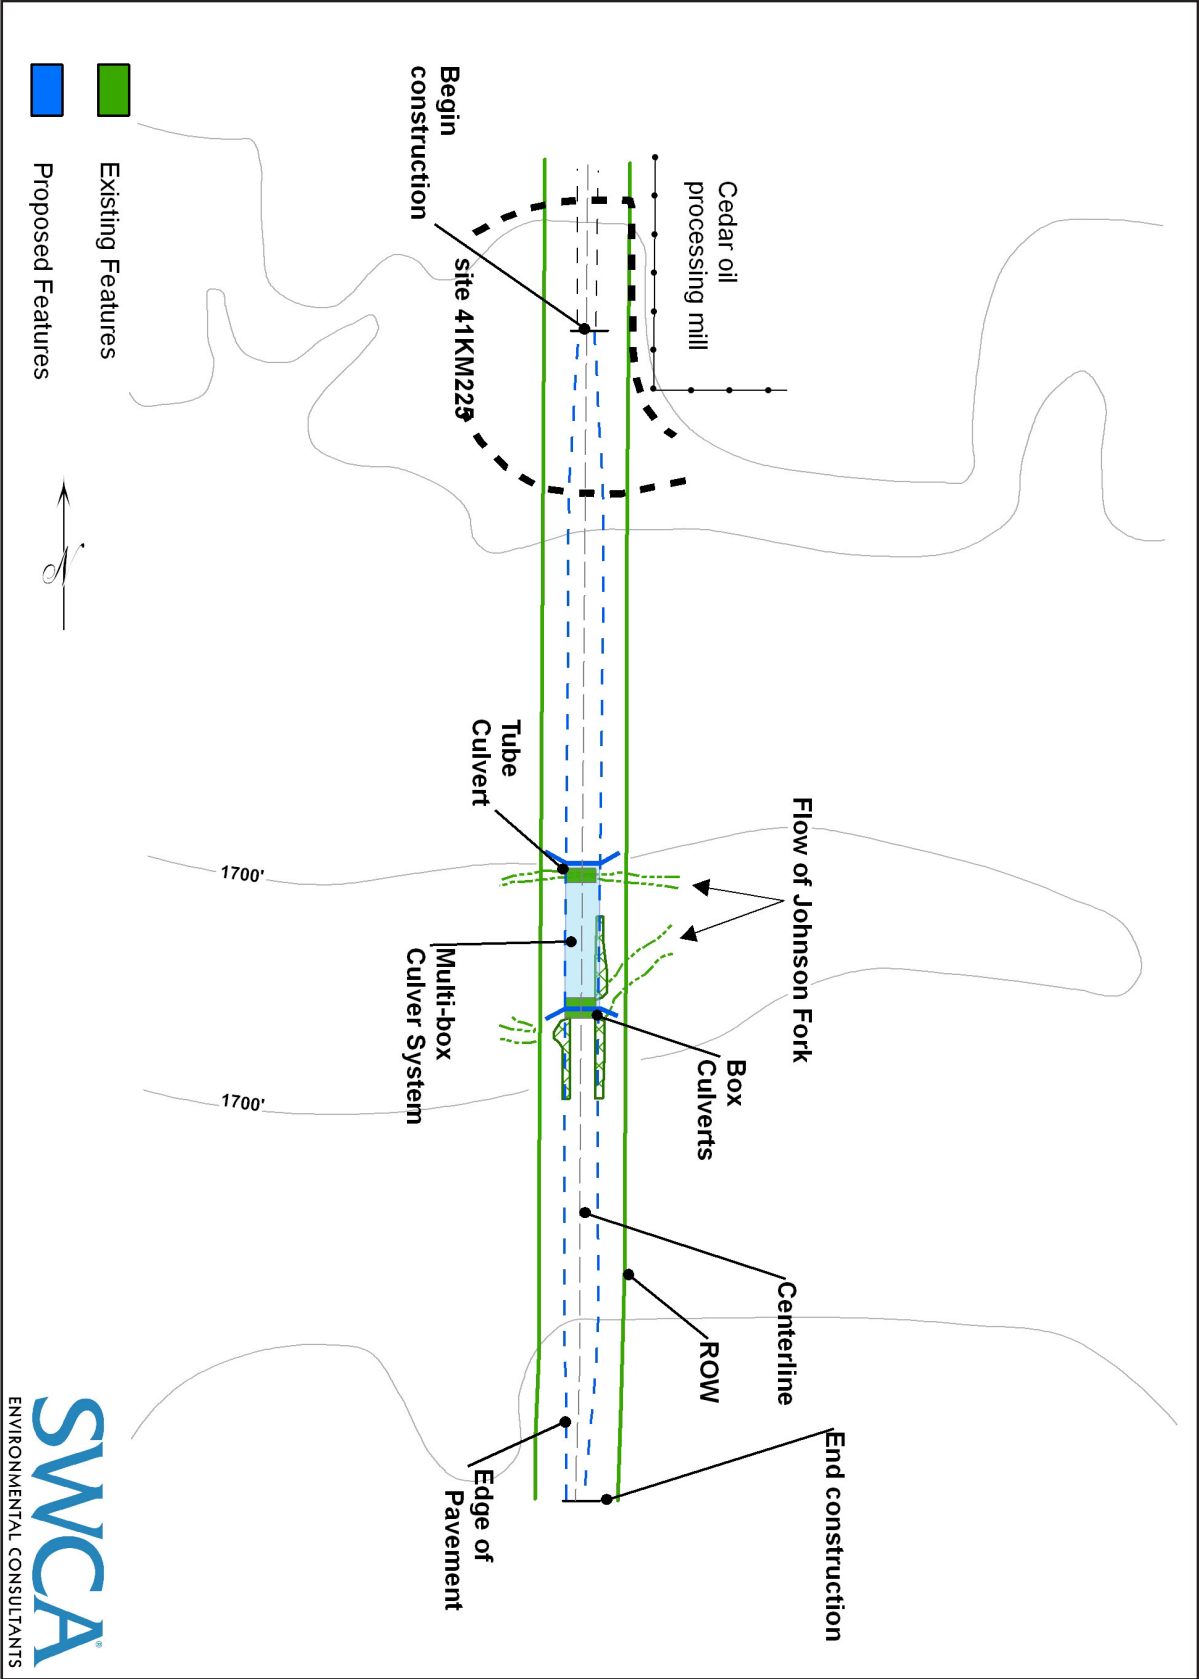 Cedar oil
processing mill
Begin
construction
site 41KM225
Flow of Johnson Fork
Tube
Culvert
1700'
Multi-box
Culver System
Box
Culverts
1700'
Centerline
ROW
End construction
Edge of
Pavement
Existing Features
Proposed Features
N
SWCA®
ENVIRONMENTAL CONSULTANTS